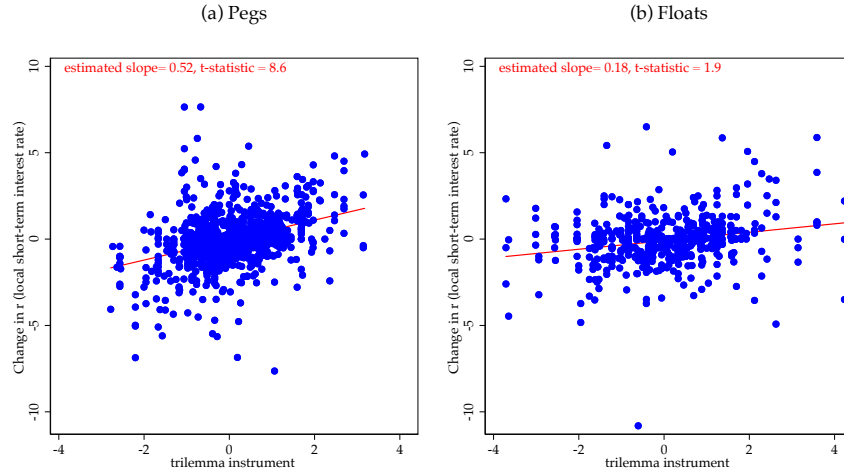 (a) Pegs
estimated slope= 0.52, t-statistic = 8.6
Change in r (local short-term interest rate)
10
5
0
-5
-10
-4 -2 0 2 4
trilemma instrument
(b) Floats
estimated slope= 0.18, t-statistic = 1.9
Change in r (local short-term interest rate)
10
5
0
-5
-10
-4 -2 0 2 4
trilemma instrument